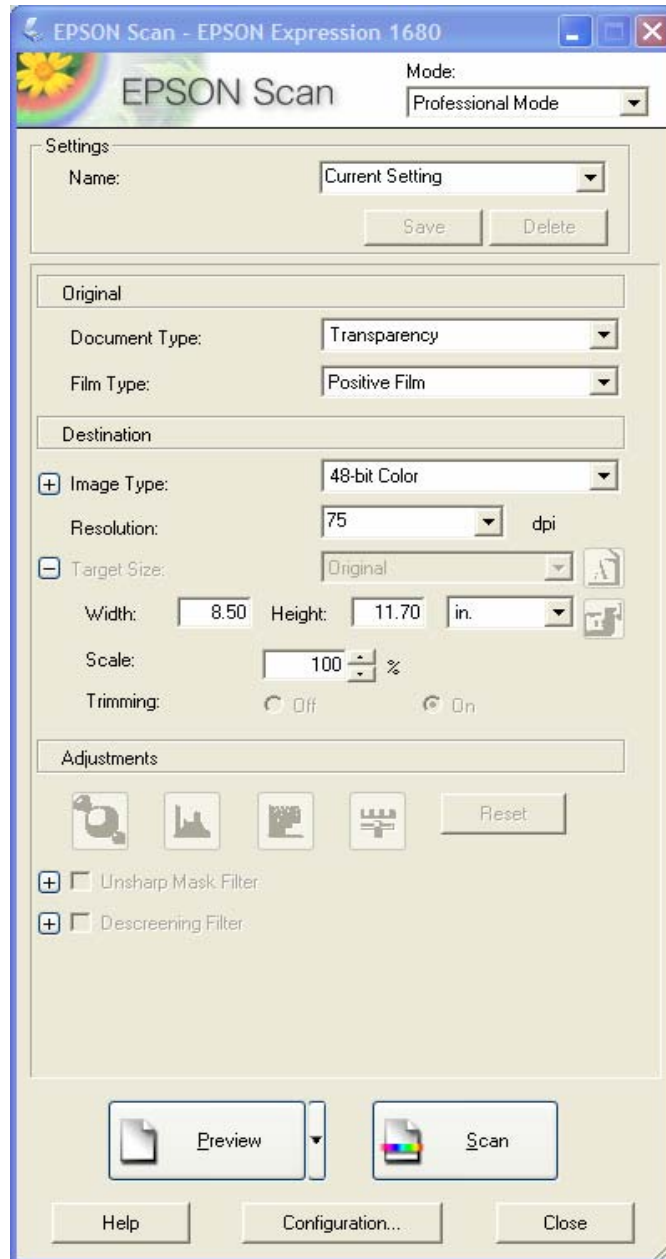 EPSON Scan - EPSON Expression 1680
EPSON Scan
Mode:
Professional Mode
Settings
Name: Current Setting
Save Delete
Original
Document Type: Transparency
Film Type: Positive Film
Destination
Image Type: 48-bit Color
Resolution: 75 dpi
Target Size: Original
Width: 8.50 Height: 11.70 in.
Scale: 100 %
Trimming: Off On
Adjustments
Reset
Unsharp Mask Filter
Descreening Filter
Preview Scan
Help Configuration... Close